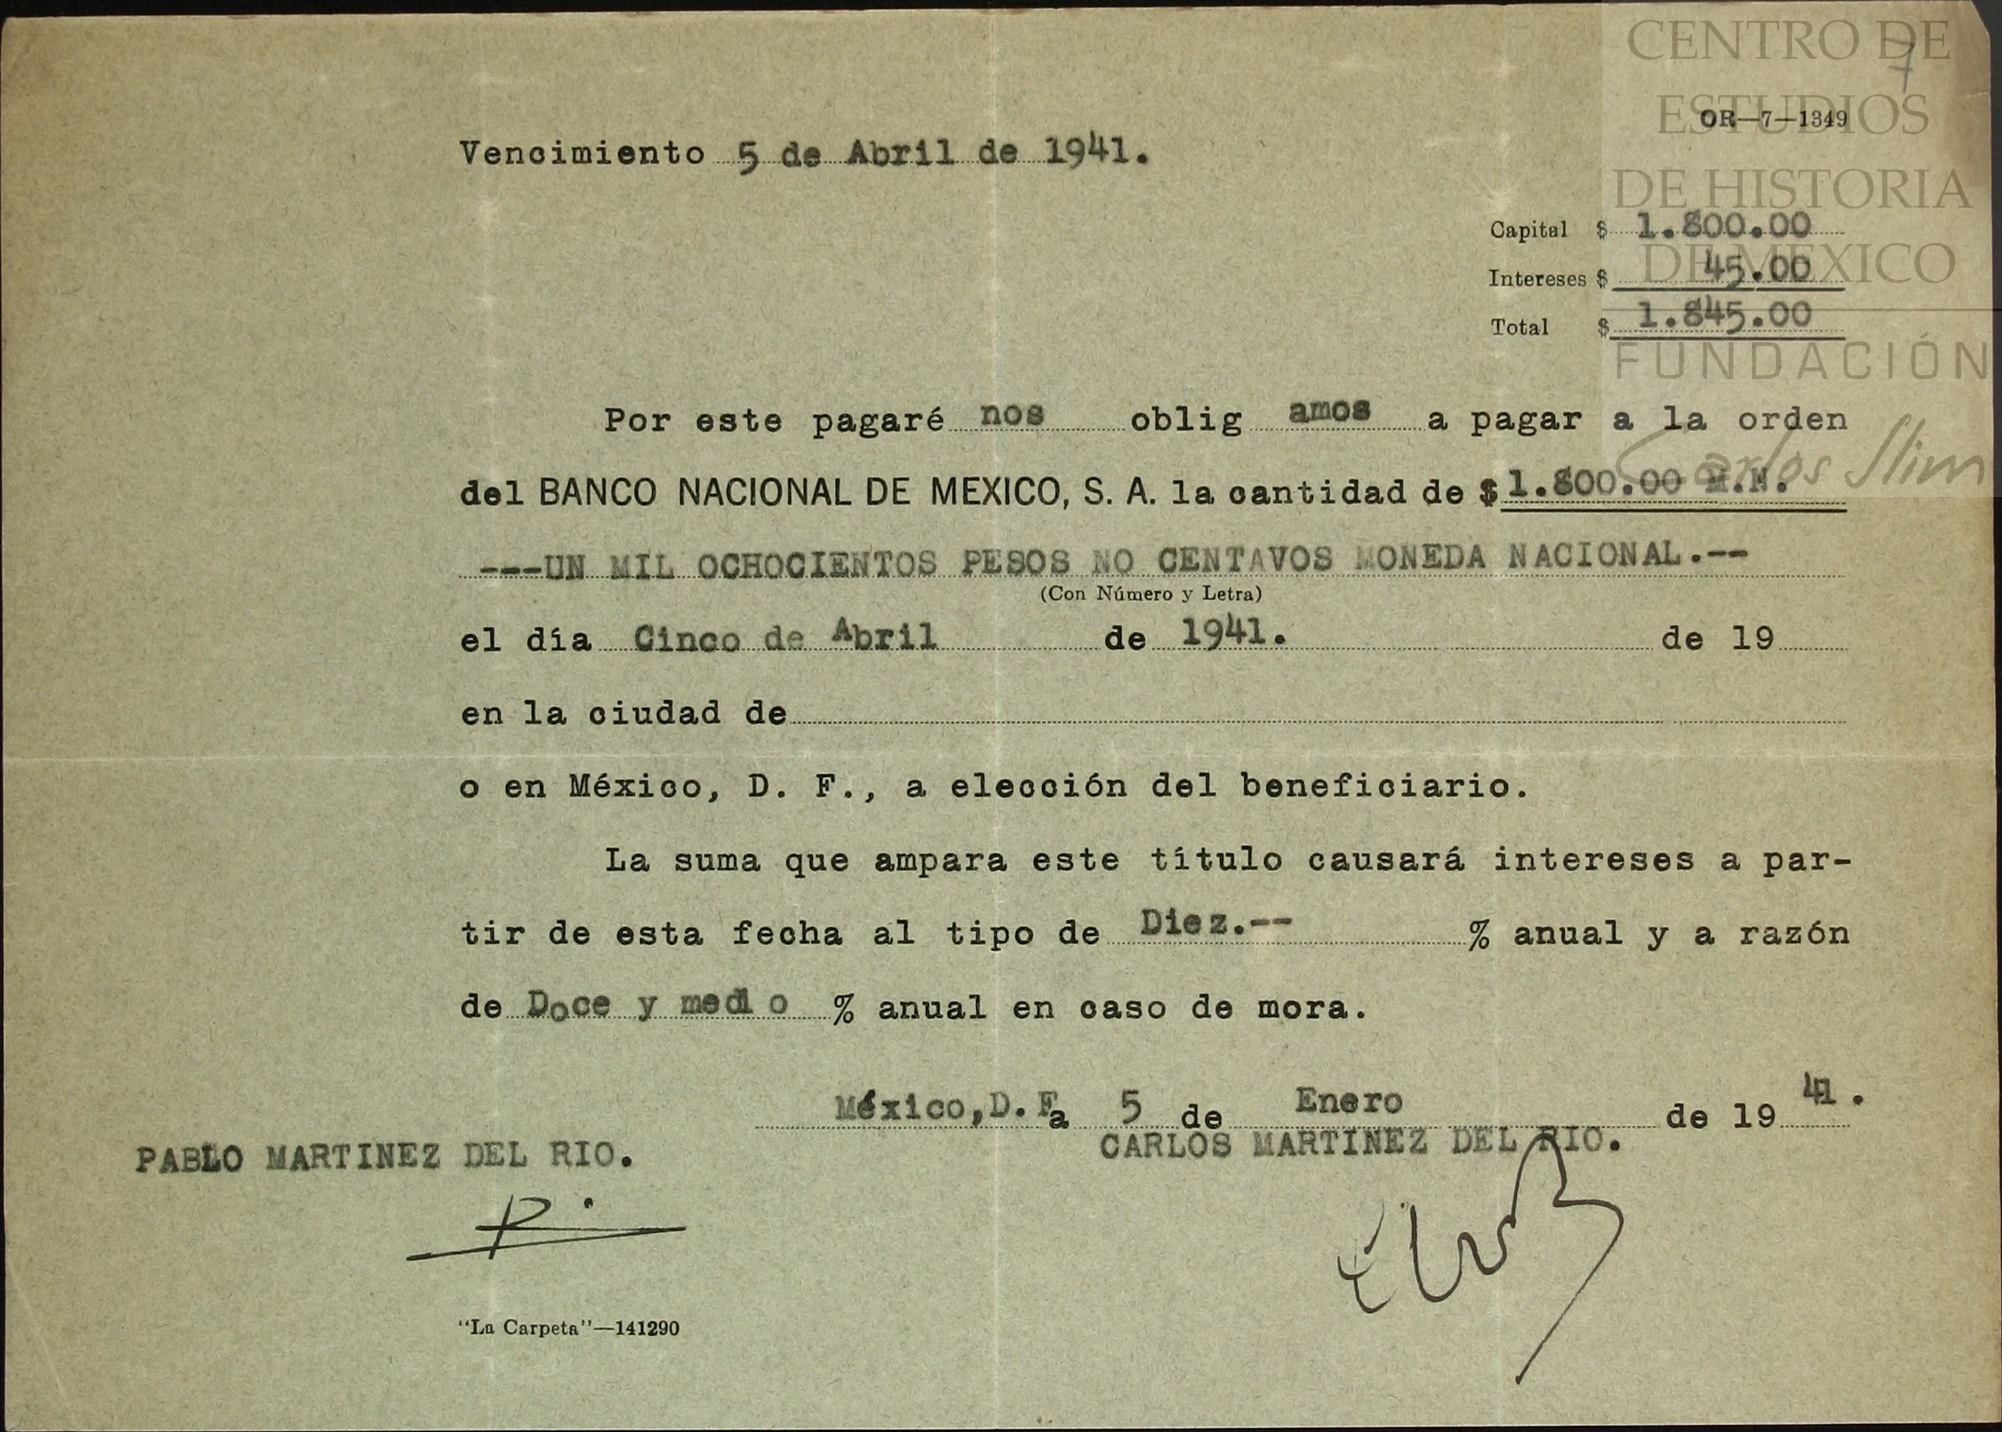 CENTRO DE
ESTUDIOS
DE HISTORIA
DE MEXICO
FUNDACIÓN
Carlos Slim
7
OR—7—1349
Vencimiento 5 de Abril de 1941.
Capital $ 1.800.00
Intereses $ 45.00
Total $ 1.845.00
Por este pagaré nos oblig amos a pagar a la orden
del BANCO NACIONAL DE MEXICO, S. A. la cantidad de $ 1.800.00 M.N.
---UN MIL OCHOCIENTOS PESOS NO CENTAVOS MONEDA NACIONAL.--
(Con Número y Letra)
el día Cinco de Abril de 1941. de 19
en la ciudad de
o en México, D. F., a elección del beneficiario.
La suma que ampara este título causará intereses a par-
tir de esta fecha al tipo de Diez.-- % anual y a razón
de Doce y medio % anual en caso de mora.
México, D. F. a 5 de Enero de 19 41.
PABLO MARTINEZ DEL RIO. CARLOS MARTINEZ DEL RIO.
"La Carpeta"—141290